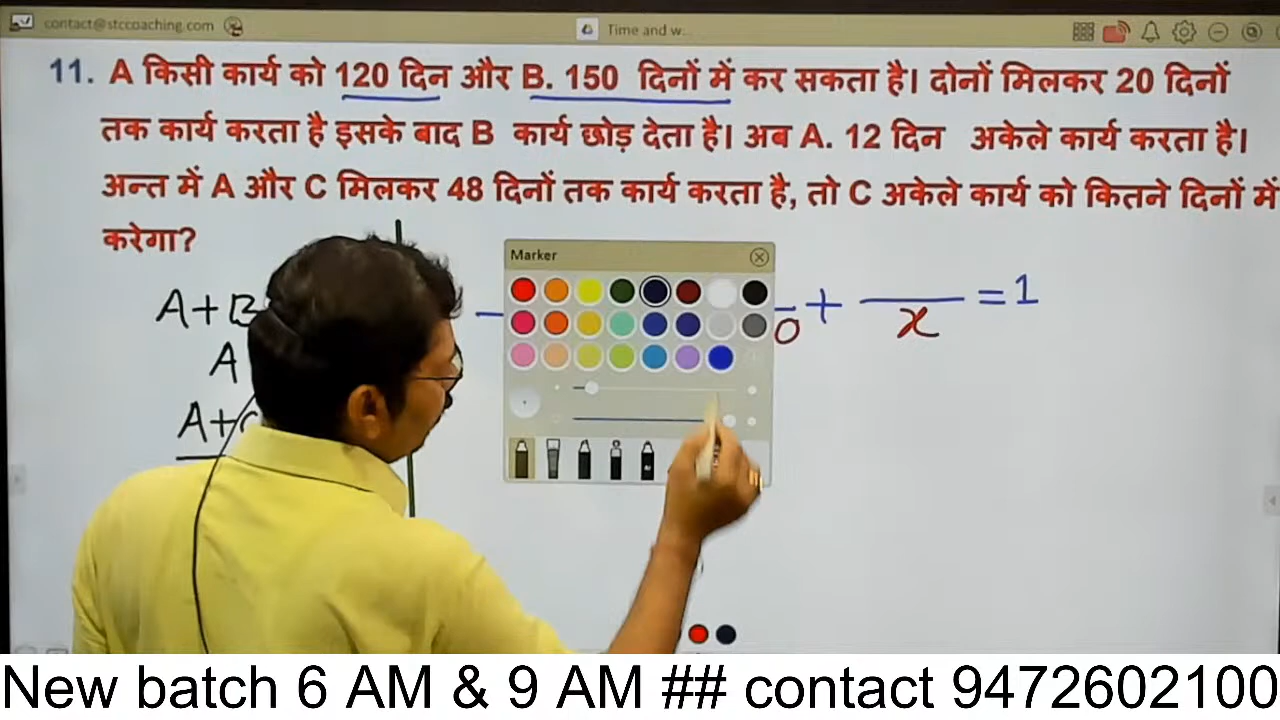 contact@stccoaching.com
Time and w...
11. A किसी कार्य को 120 दिन और B. 150 दिनों में कर सकता है। दोनों मिलकर 20 दिनों
तक कार्य करता है इसके बाद B कार्य छोड़ देता है। अब A. 12 दिन अकेले कार्य करता है।
अन्त में A और C मिलकर 48 दिनों तक कार्य करता है, तो C अकेले कार्य को कितने दिनों में
करेगा?
Marker
A+B
A
A+C
0 + x = 1
New batch 6 AM & 9 AM ## contact 9472602100